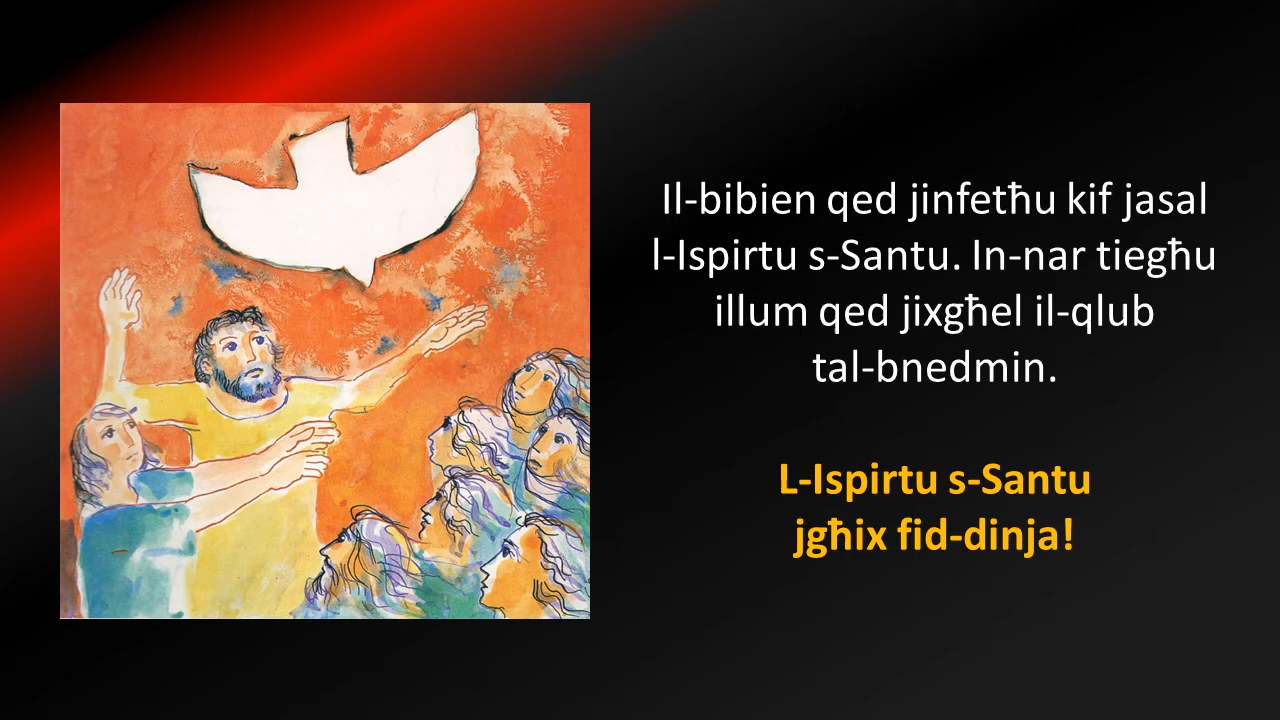 Il-bibien qed jinfetħu kif jasal
l-Ispirtu s-Santu. In-nar tiegħu
illum qed jixgħel il-qlub
tal-bnedmin.
L-Ispirtu s-Santu
jgħix fid-dinja!